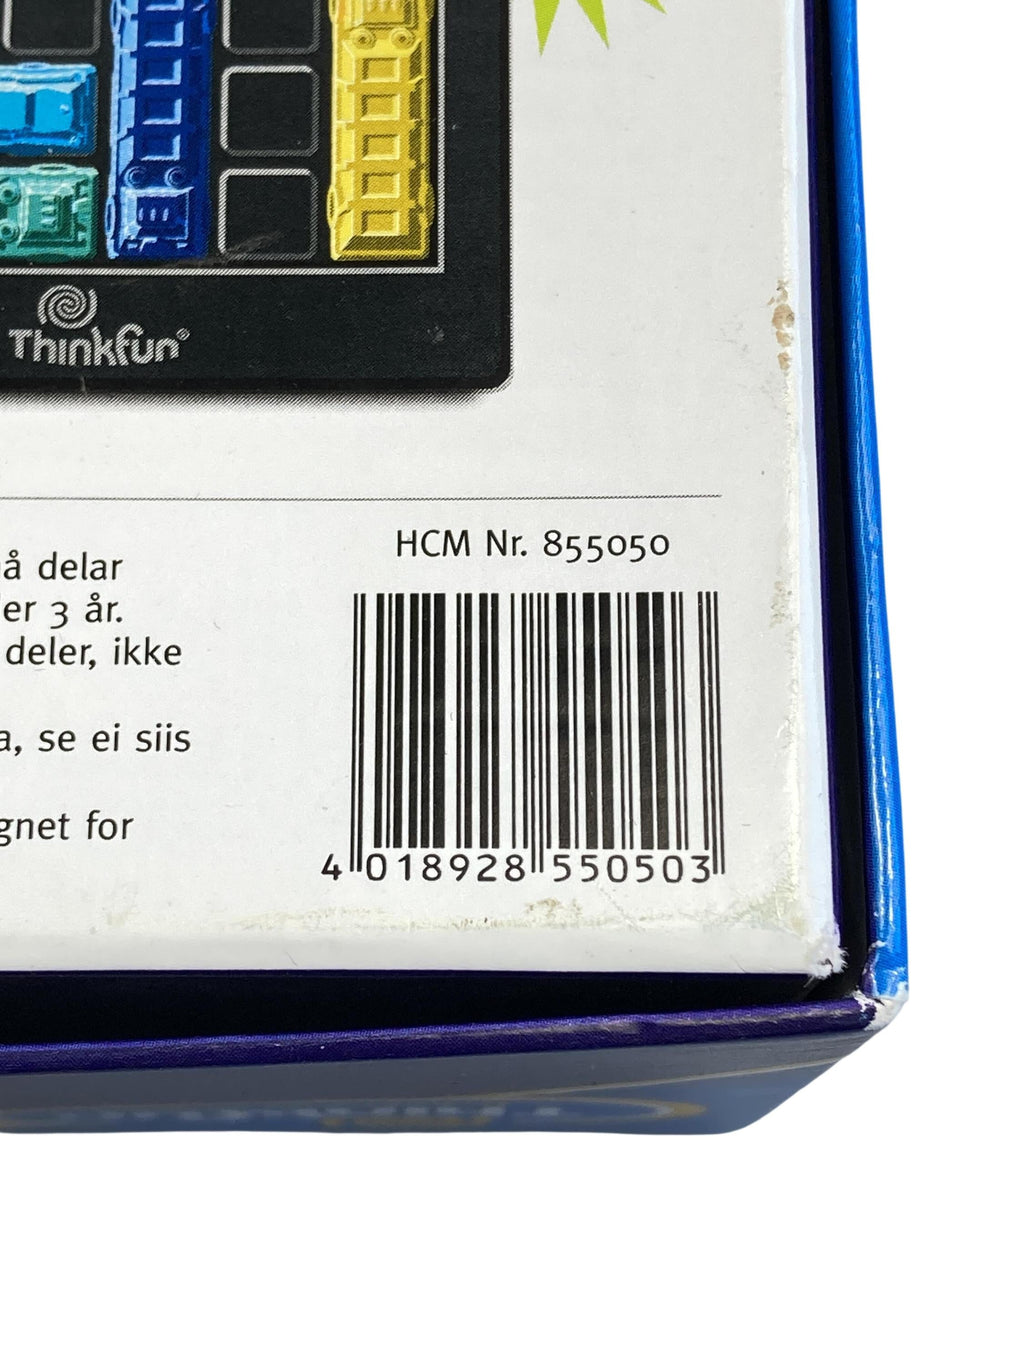 ThinkFun®
HCM Nr. 855050
å delar
er 3 år.
deler, ikke
a, se ei siis
gnet for
4 018928 550503